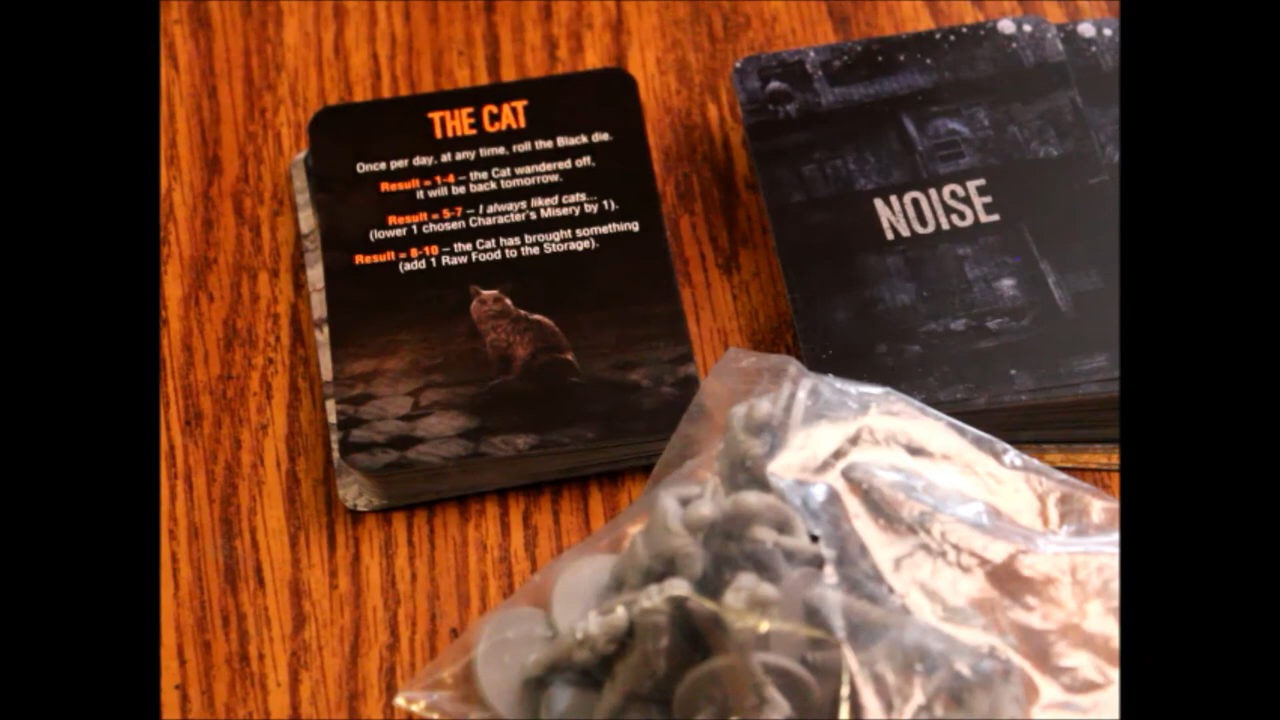 THE CAT
Once per day, at any time, roll the Black die.
Result = 1-4 – the Cat wandered off,
it will be back tomorrow.
Result = 5-7 – I always liked cats...
(lower 1 chosen Character's Misery by 1).
Result = 8-10 – the Cat has brought something
(add 1 Raw Food to the Storage).
NOISE